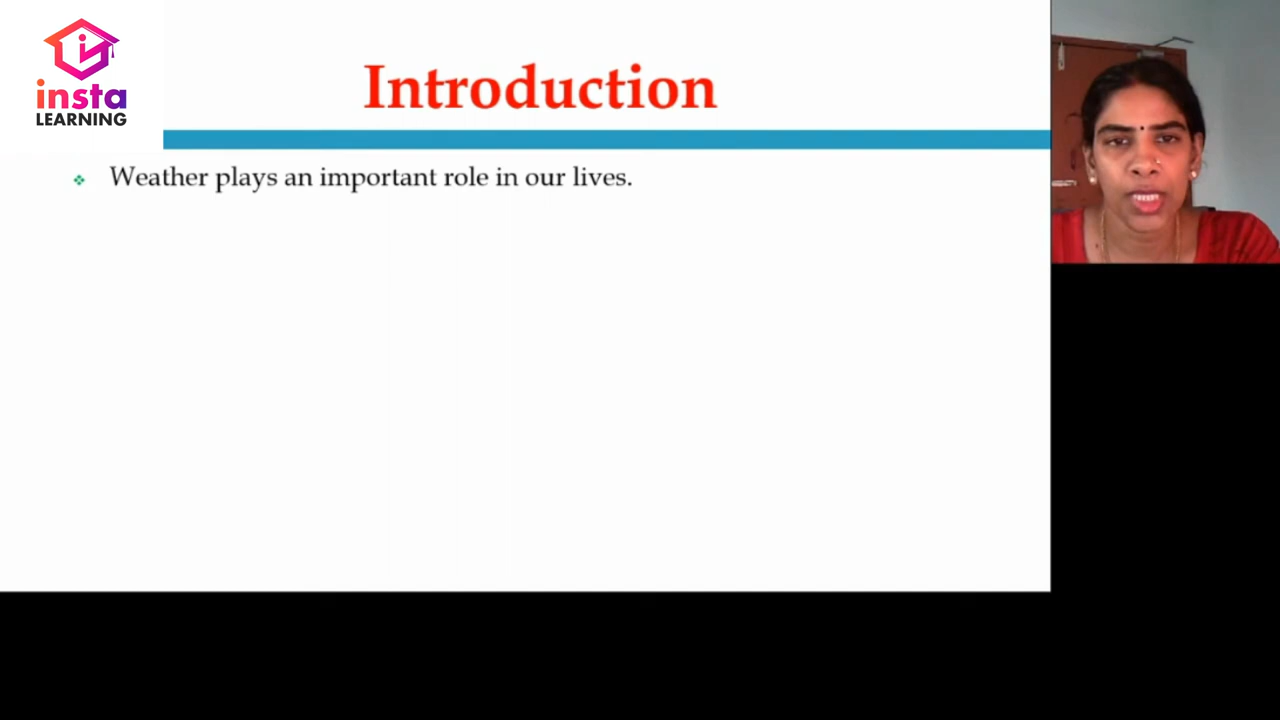 insta
LEARNING
Introduction
Weather plays an important role in our lives.